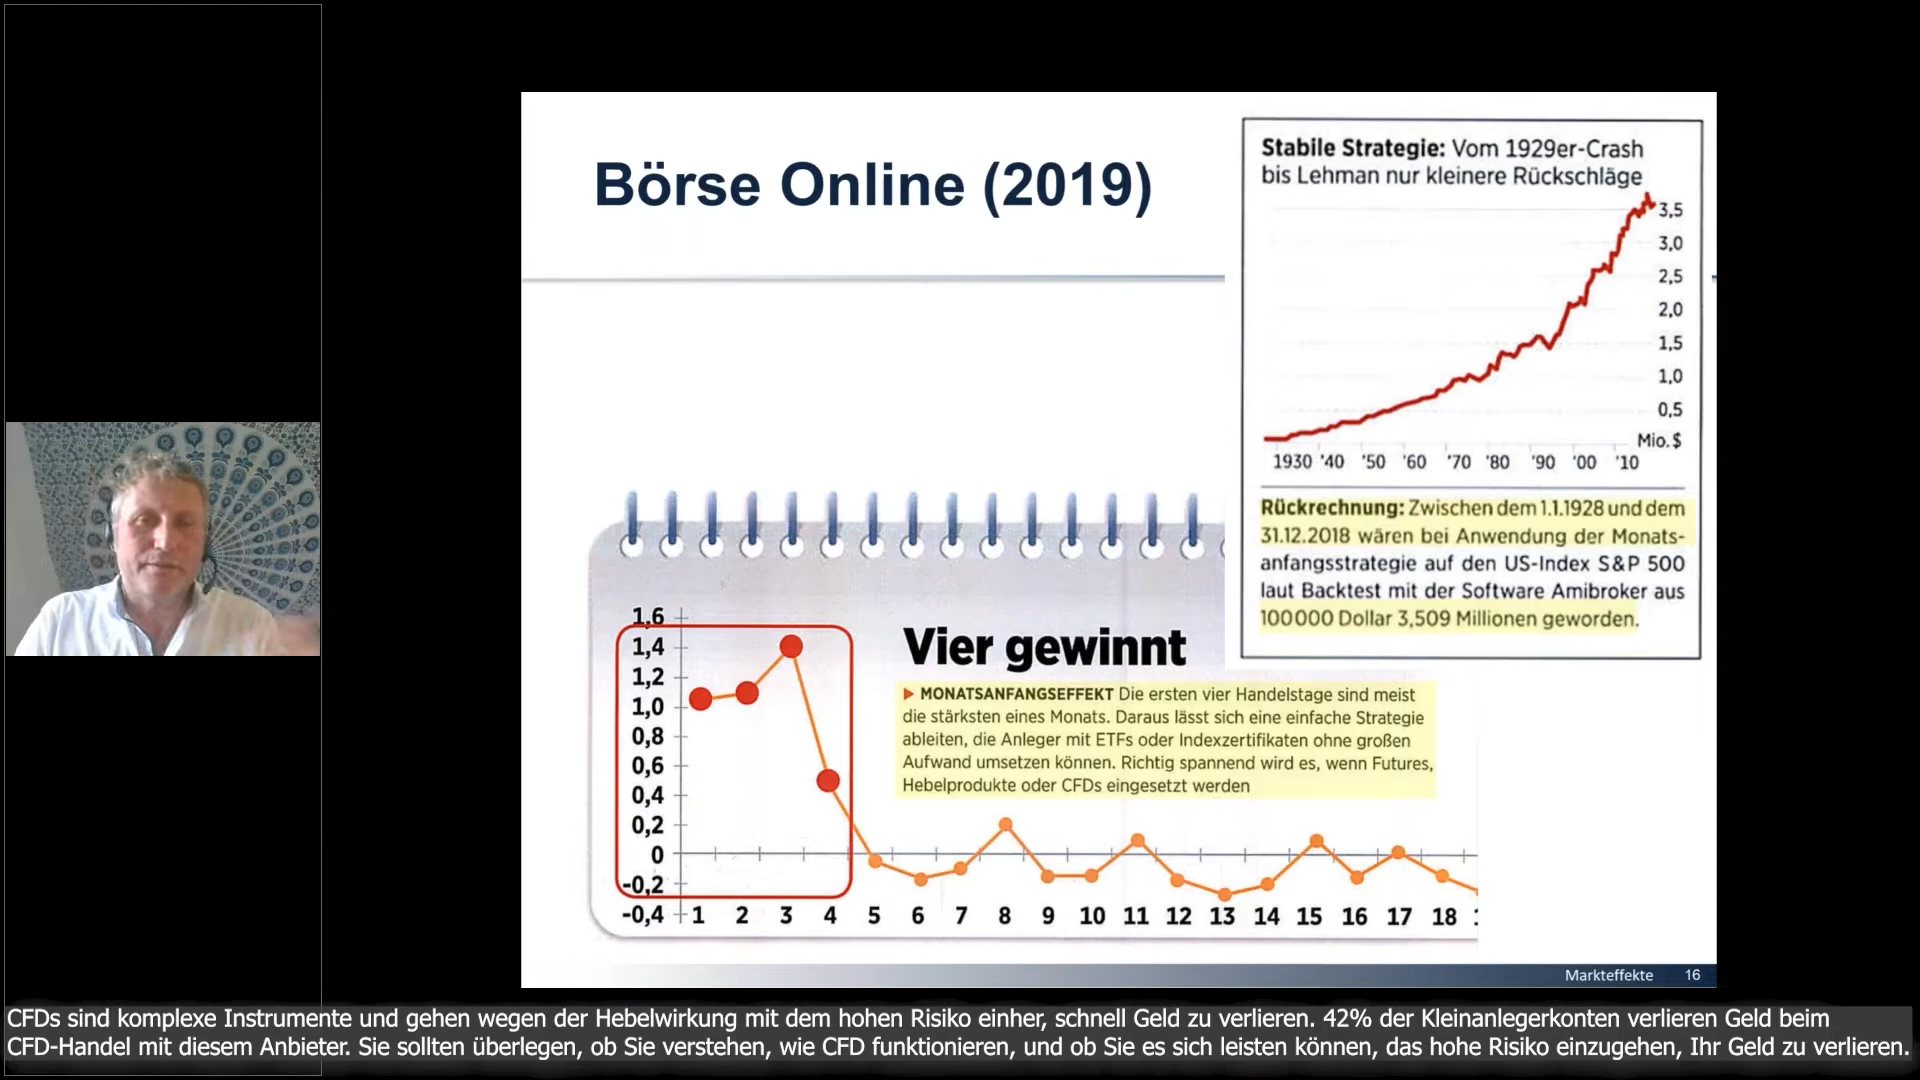 Börse Online (2019)
Stabile Strategie: Vom 1929er-Crash
bis Lehman nur kleinere Rückschläge
3,5
3,0
2,5
2,0
1,5
1,0
0,5
Mio.$
1930 '40 '50 '60 '70 '80 '90 '00 '10
Rückrechnung: Zwischen dem 1.1.1928 und dem
31.12.2018 wären bei Anwendung der Monats-
anfangsstrategie auf den US-Index S&P 500
laut Backtest mit der Software Amibroker aus
100000 Dollar 3,509 Millionen geworden.
1,6
1,4
1,2
1,0
0,8
0,6
0,4
0,2
0
-0,2
-0,4
1 2 3 4 5 6 7 8 9 10 11 12 13 14 15 16 17 18
Vier gewinnt
▶ MONATSANFANGSEFFEKT Die ersten vier Handelstage sind meist
die stärksten eines Monats. Daraus lässt sich eine einfache Strategie
ableiten, die Anleger mit ETFs oder Indexzertifikaten ohne großen
Aufwand umsetzen können. Richtig spannend wird es, wenn Futures,
Hebelprodukte oder CFDs eingesetzt werden
Markteffekte 16
CFDs sind komplexe Instrumente und gehen wegen der Hebelwirkung mit dem hohen Risiko einher, schnell Geld zu verlieren. 42% der Kleinanlegerkonten verlieren Geld beim
CFD-Handel mit diesem Anbieter. Sie sollten überlegen, ob Sie verstehen, wie CFD funktionieren, und ob Sie es sich leisten können, das hohe Risiko einzugehen, Ihr Geld zu verlieren.